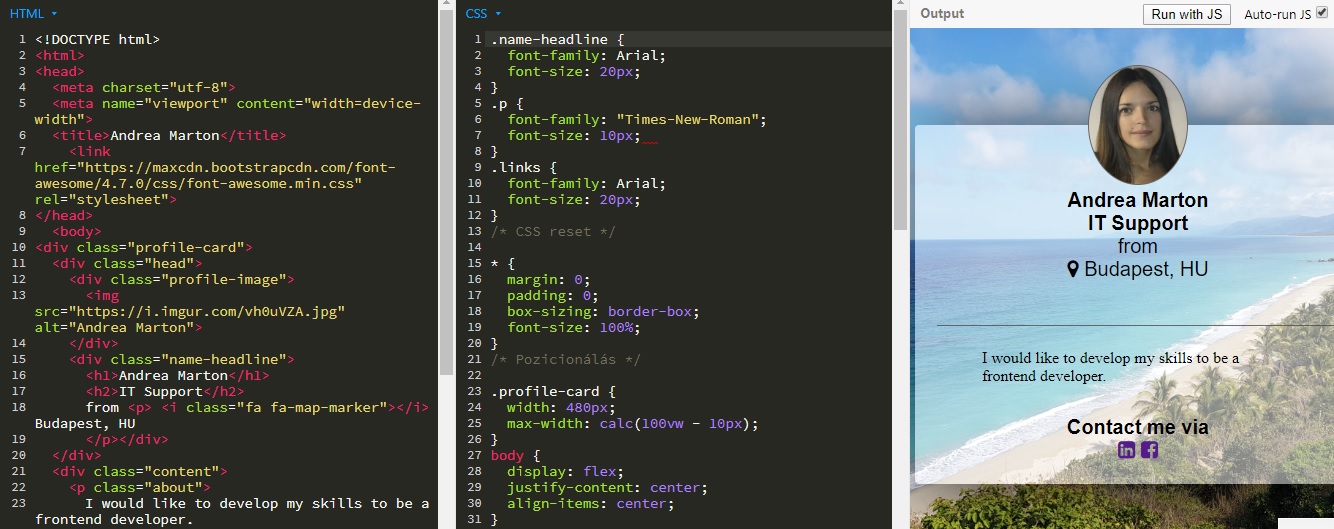 HTML
1 <!DOCTYPE html>
2 <html>
3 <head>
4 <meta charset="utf-8">
5 <meta name="viewport" content="width=device-
width">
6 <title>Andrea Marton</title>
7 <link
href="https://maxcdn.bootstrapcdn.com/font-
awesome/4.7.0/css/font-awesome.min.css"
rel="stylesheet">
8 </head>
9 <body>
10 <div class="profile-card">
11 <div class="head">
12 <div class="profile-image">
13 <img
src="https://i.imgur.com/vh0uVZA.jpg"
alt="Andrea Marton">
14 </div>
15 <div class="name-headline">
16 <h1>Andrea Marton</h1>
17 <h2>IT Support</h2>
18 from <p> <i class="fa fa-map-marker"></i>
Budapest, HU
19 </p></div>
20 </div>
21 <div class="content">
22 <p class="about">
23 I would like to develop my skills to be a
frontend developer.
CSS
1 .name-headline {
2 font-family: Arial;
3 font-size: 20px;
4 }
5 .p {
6 font-family: "Times-New-Roman";
7 font-size: 10px;
8 }
9 .links {
10 font-family: Arial;
11 font-size: 20px;
12 }
13 /* CSS reset */
14
15 * {
16 margin: 0;
17 padding: 0;
18 box-sizing: border-box;
19 font-size: 100%;
20 }
21 /* Pozicionálás */
22
23 .profile-card {
24 width: 480px;
25 max-width: calc(100vw - 10px);
26 }
27 body {
28 display: flex;
29 justify-content: center;
30 align-items: center;
31 }
Output
Run with JS
Auto-run JS
Andrea Marton
IT Support
from
Budapest, HU
I would like to develop my skills to be a
frontend developer.
Contact me via
in f